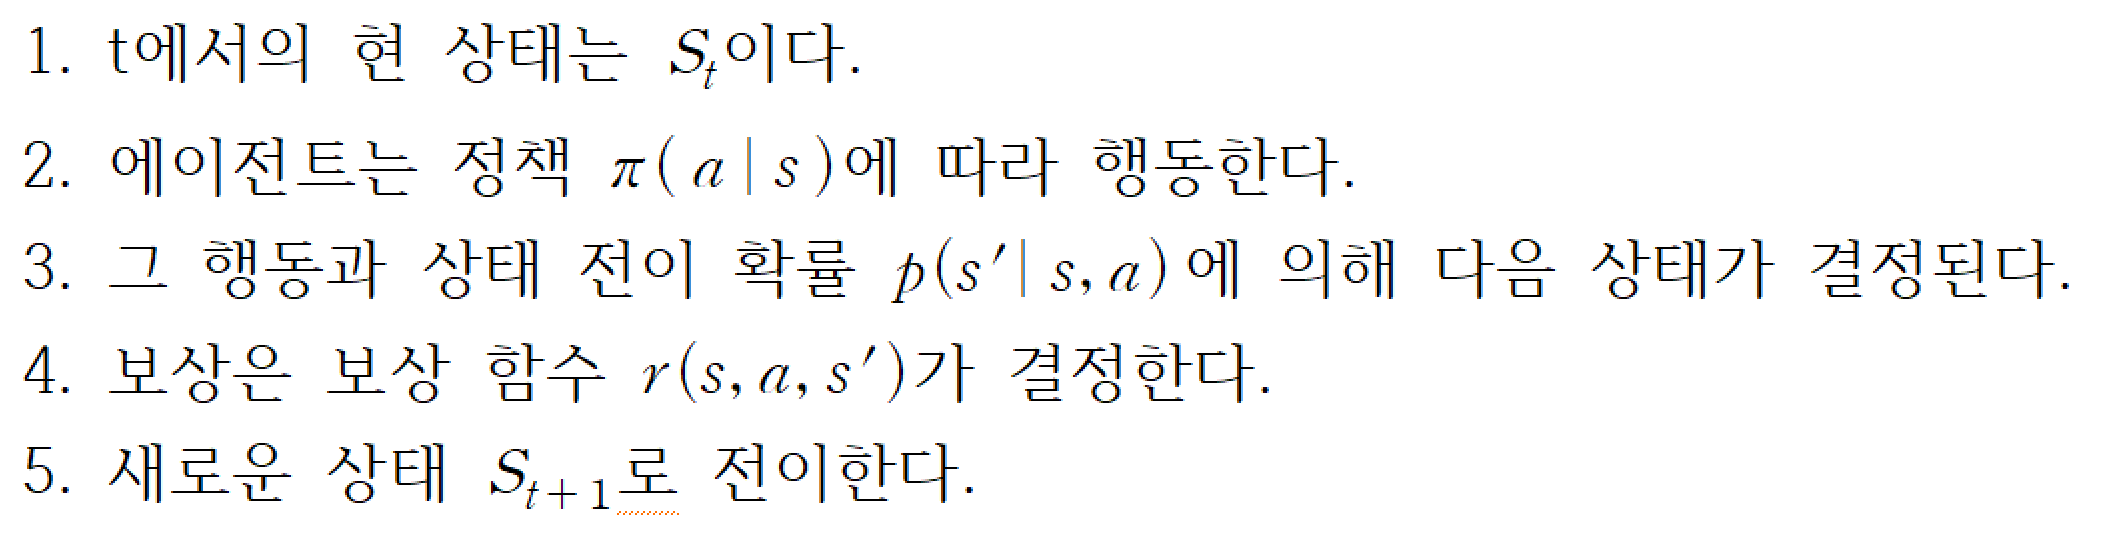 1. t에서의 현 상태는 S_t이다.
2. 에이전트는 정책 π(a|s)에 따라 행동한다.
3. 그 행동과 상태 전이 확률 p(s′|s,a)에 의해 다음 상태가 결정된다.
4. 보상은 보상 함수 r(s,a,s′)가 결정한다.
5. 새로운 상태 S_{t+1}로 전이한다.